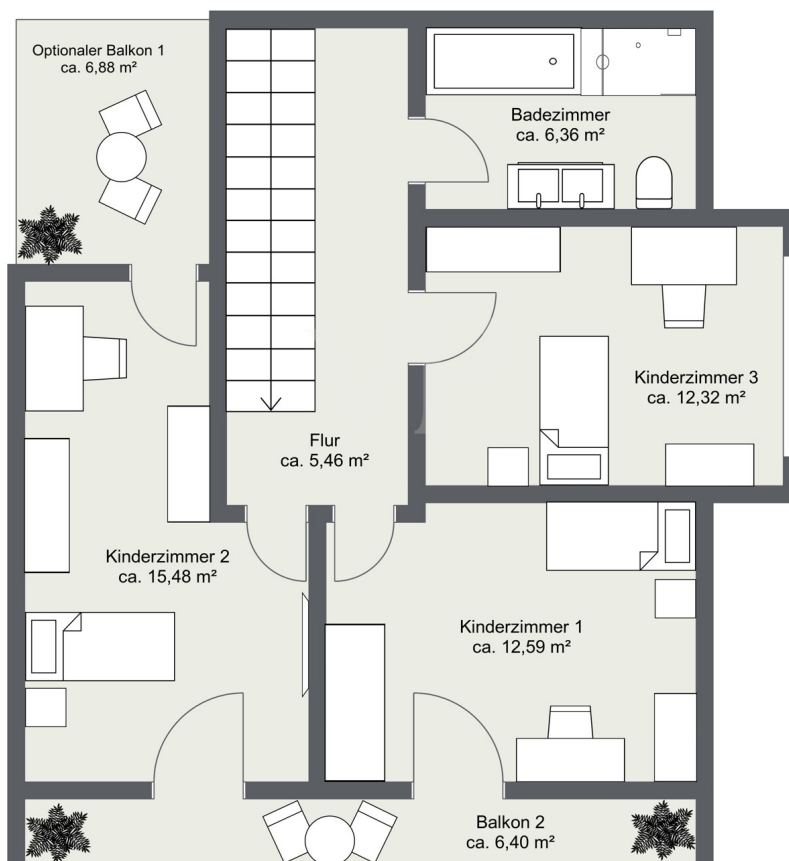 Optionaler Balkon 1
ca. 6,88 m²
Badezimmer
ca. 6,36 m²
Kinderzimmer 3
ca. 12,32 m²
Flur
ca. 5,46 m²
Kinderzimmer 2
ca. 15,48 m²
Kinderzimmer 1
ca. 12,59 m²
Balkon 2
ca. 6,40 m²